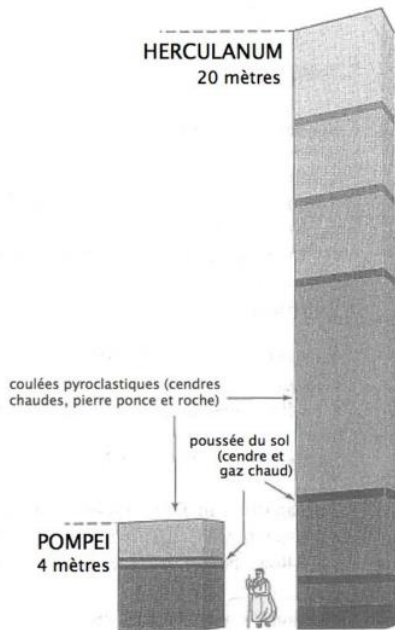 HERCULANUM
20 mètres
coulées pyroclastiques (cendres
chaudes, pierre ponce et roche)
poussée du sol
(cendre et
gaz chaud)
POMPEI
4 mètres